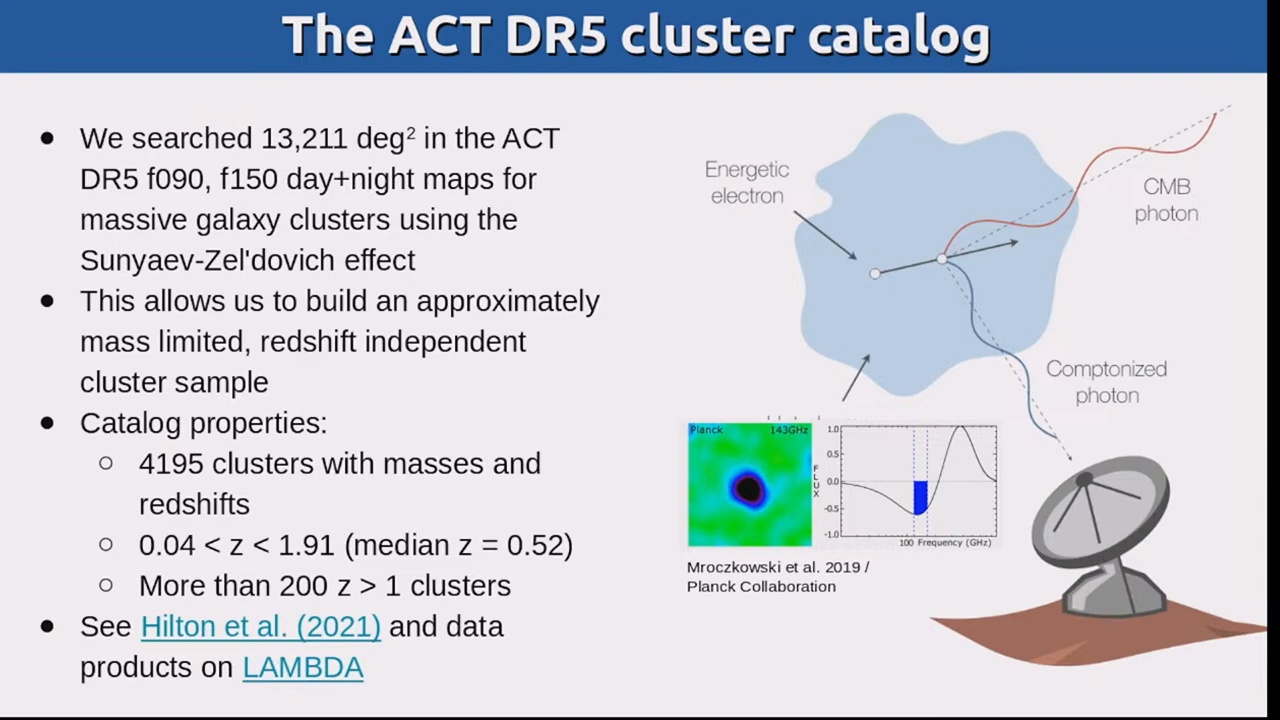 The ACT DR5 cluster catalog
● We searched 13,211 deg² in the ACT
DR5 f090, f150 day+night maps for
massive galaxy clusters using the
Sunyaev-Zel'dovich effect
● This allows us to build an approximately
mass limited, redshift independent
cluster sample
● Catalog properties:
○ 4195 clusters with masses and
redshifts
○ 0.04 < z < 1.91 (median z = 0.52)
○ More than 200 z > 1 clusters
● See Hilton et al. (2021) and data
products on LAMBDA
Energetic
electron
CMB
photon
Comptonized
photon
Planck 143GHz
FLUX
1.0
0.5
0.0
-0.5
-1.0
100 Frequency (GHz)
Mroczkowski et al. 2019 /
Planck Collaboration